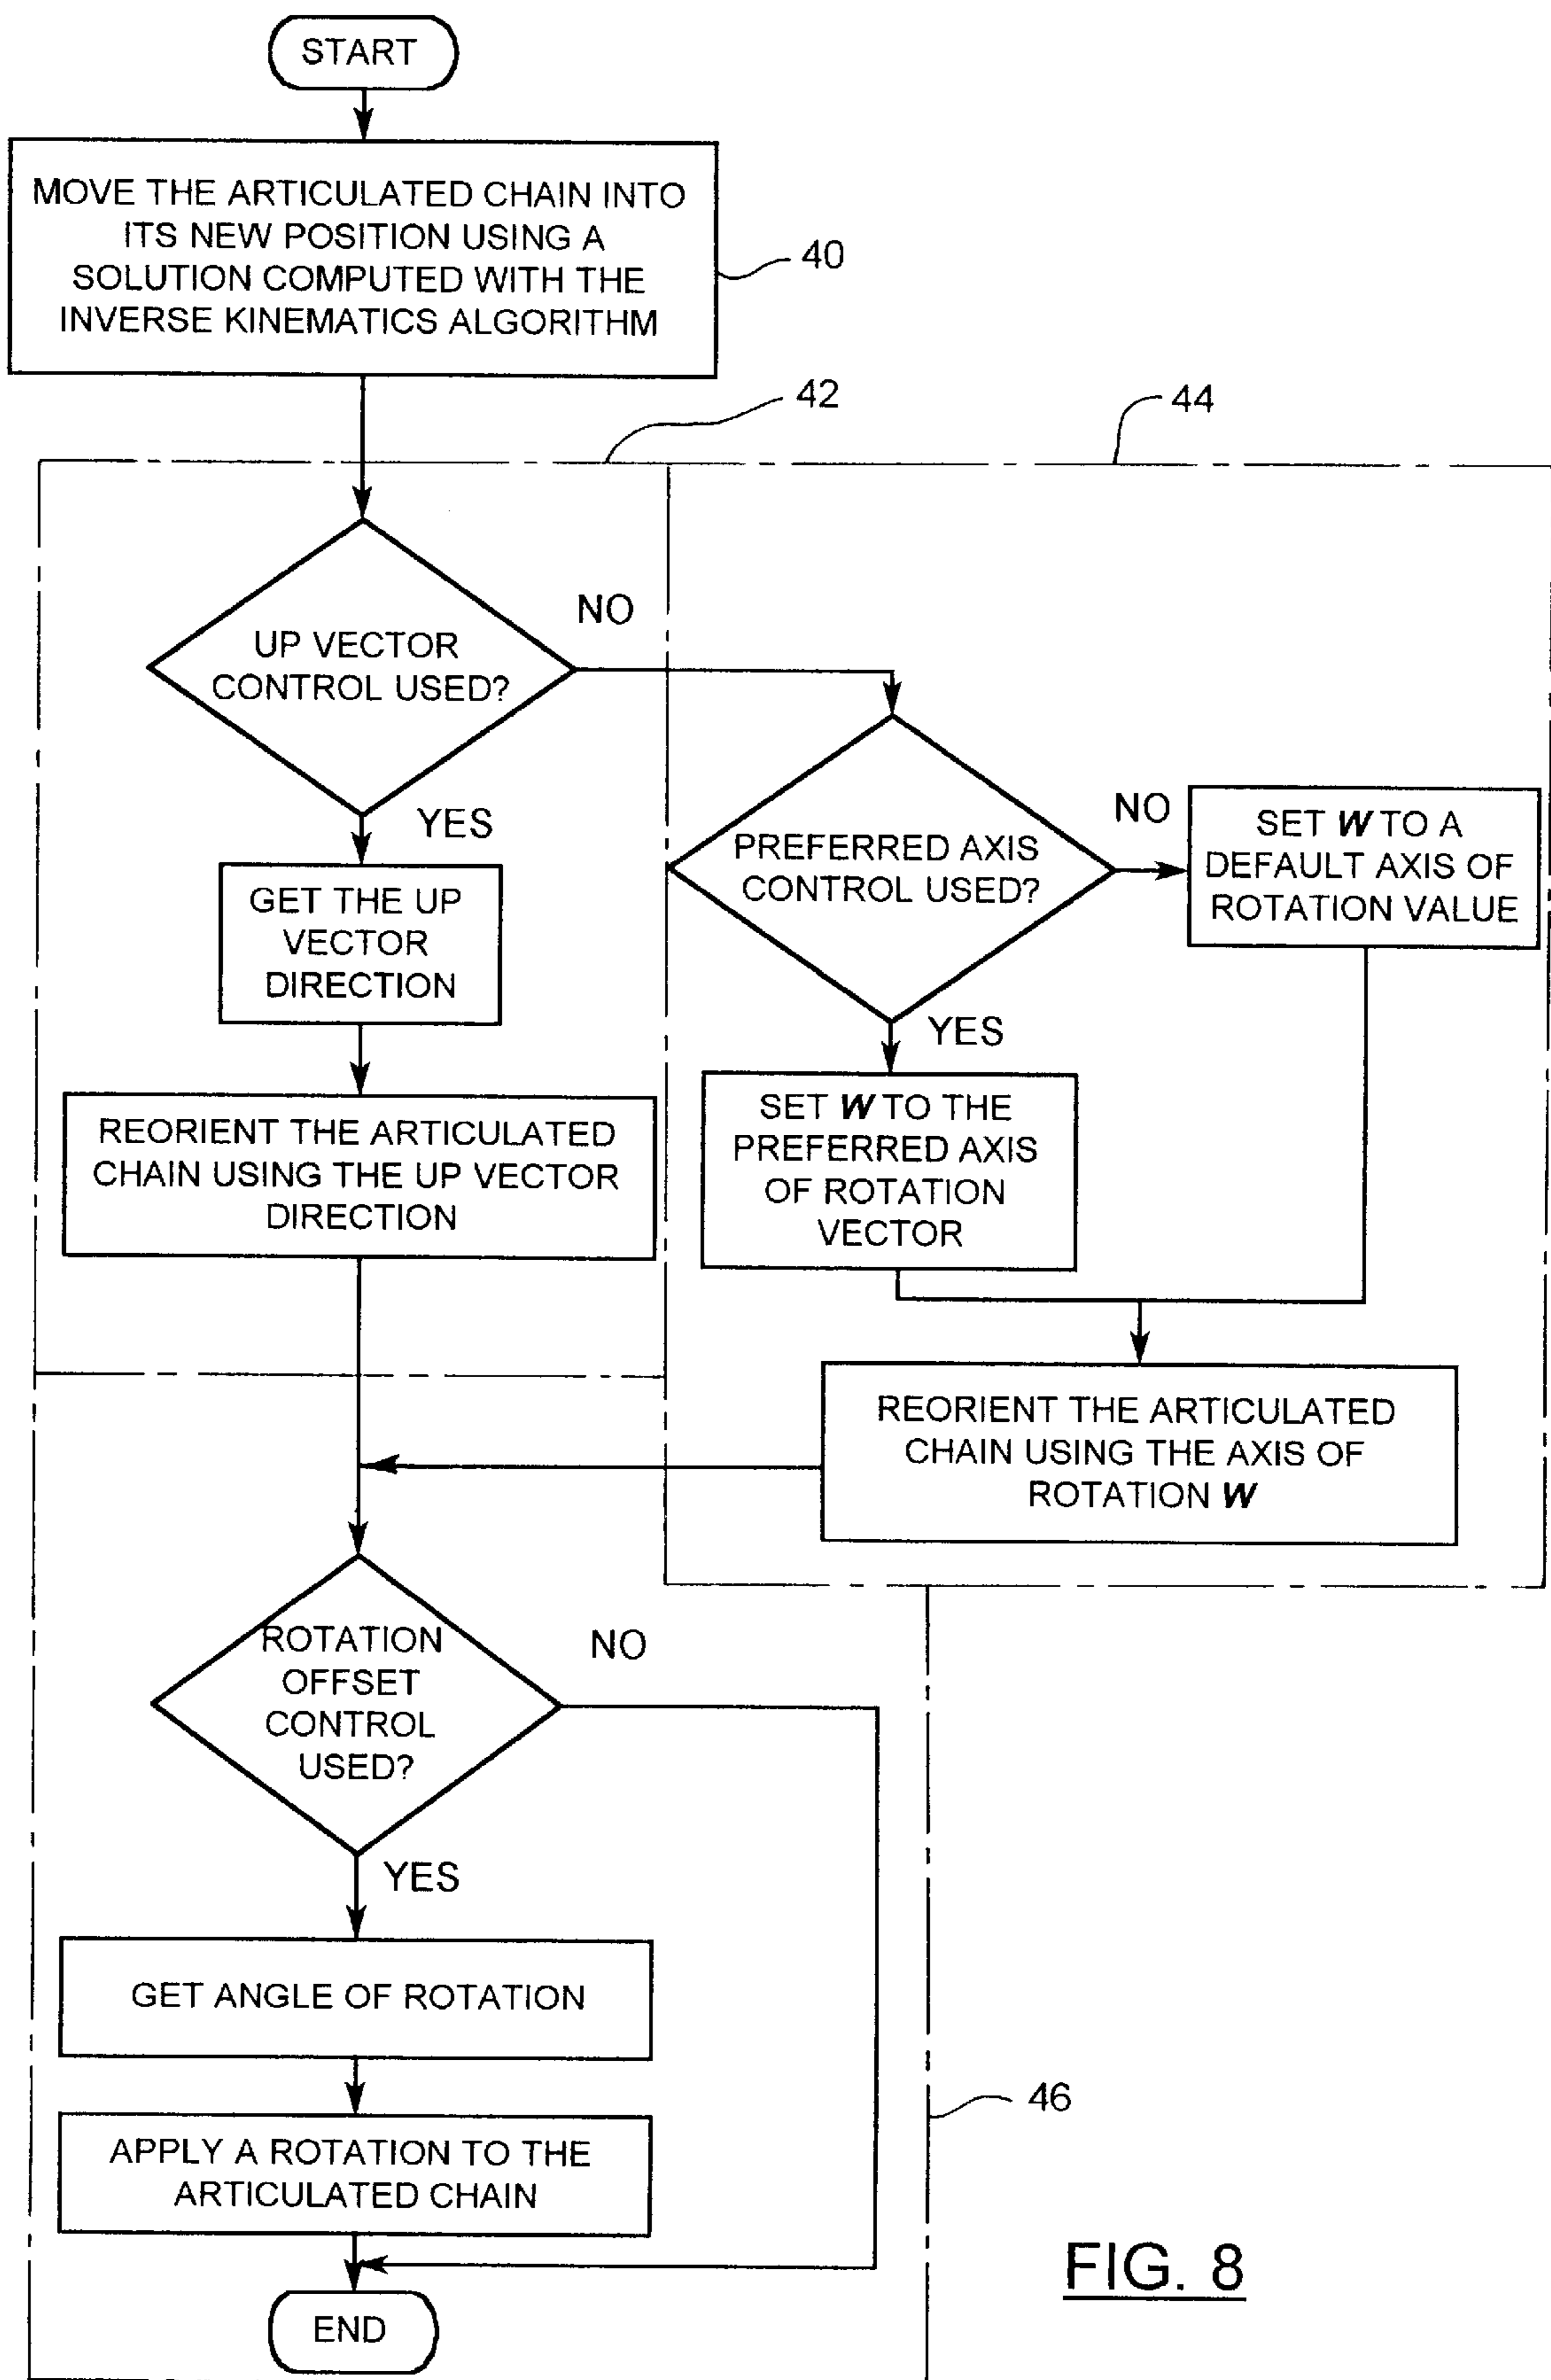 START
MOVE THE ARTICULATED CHAIN INTO
ITS NEW POSITION USING A
SOLUTION COMPUTED WITH THE
INVERSE KINEMATICS ALGORITHM
40
42
44
UP VECTOR
CONTROL USED?
NO
YES
GET THE UP
VECTOR
DIRECTION
REORIENT THE ARTICULATED
CHAIN USING THE UP VECTOR
DIRECTION
PREFERRED AXIS
CONTROL USED?
NO
SET W TO A
DEFAULT AXIS OF
ROTATION VALUE
YES
SET W TO THE
PREFERRED AXIS
OF ROTATION
VECTOR
REORIENT THE ARTICULATED
CHAIN USING THE AXIS OF
ROTATION W
ROTATION
OFFSET
CONTROL
USED?
NO
YES
GET ANGLE OF ROTATION
APPLY A ROTATION TO THE
ARTICULATED CHAIN
46
END
FIG. 8